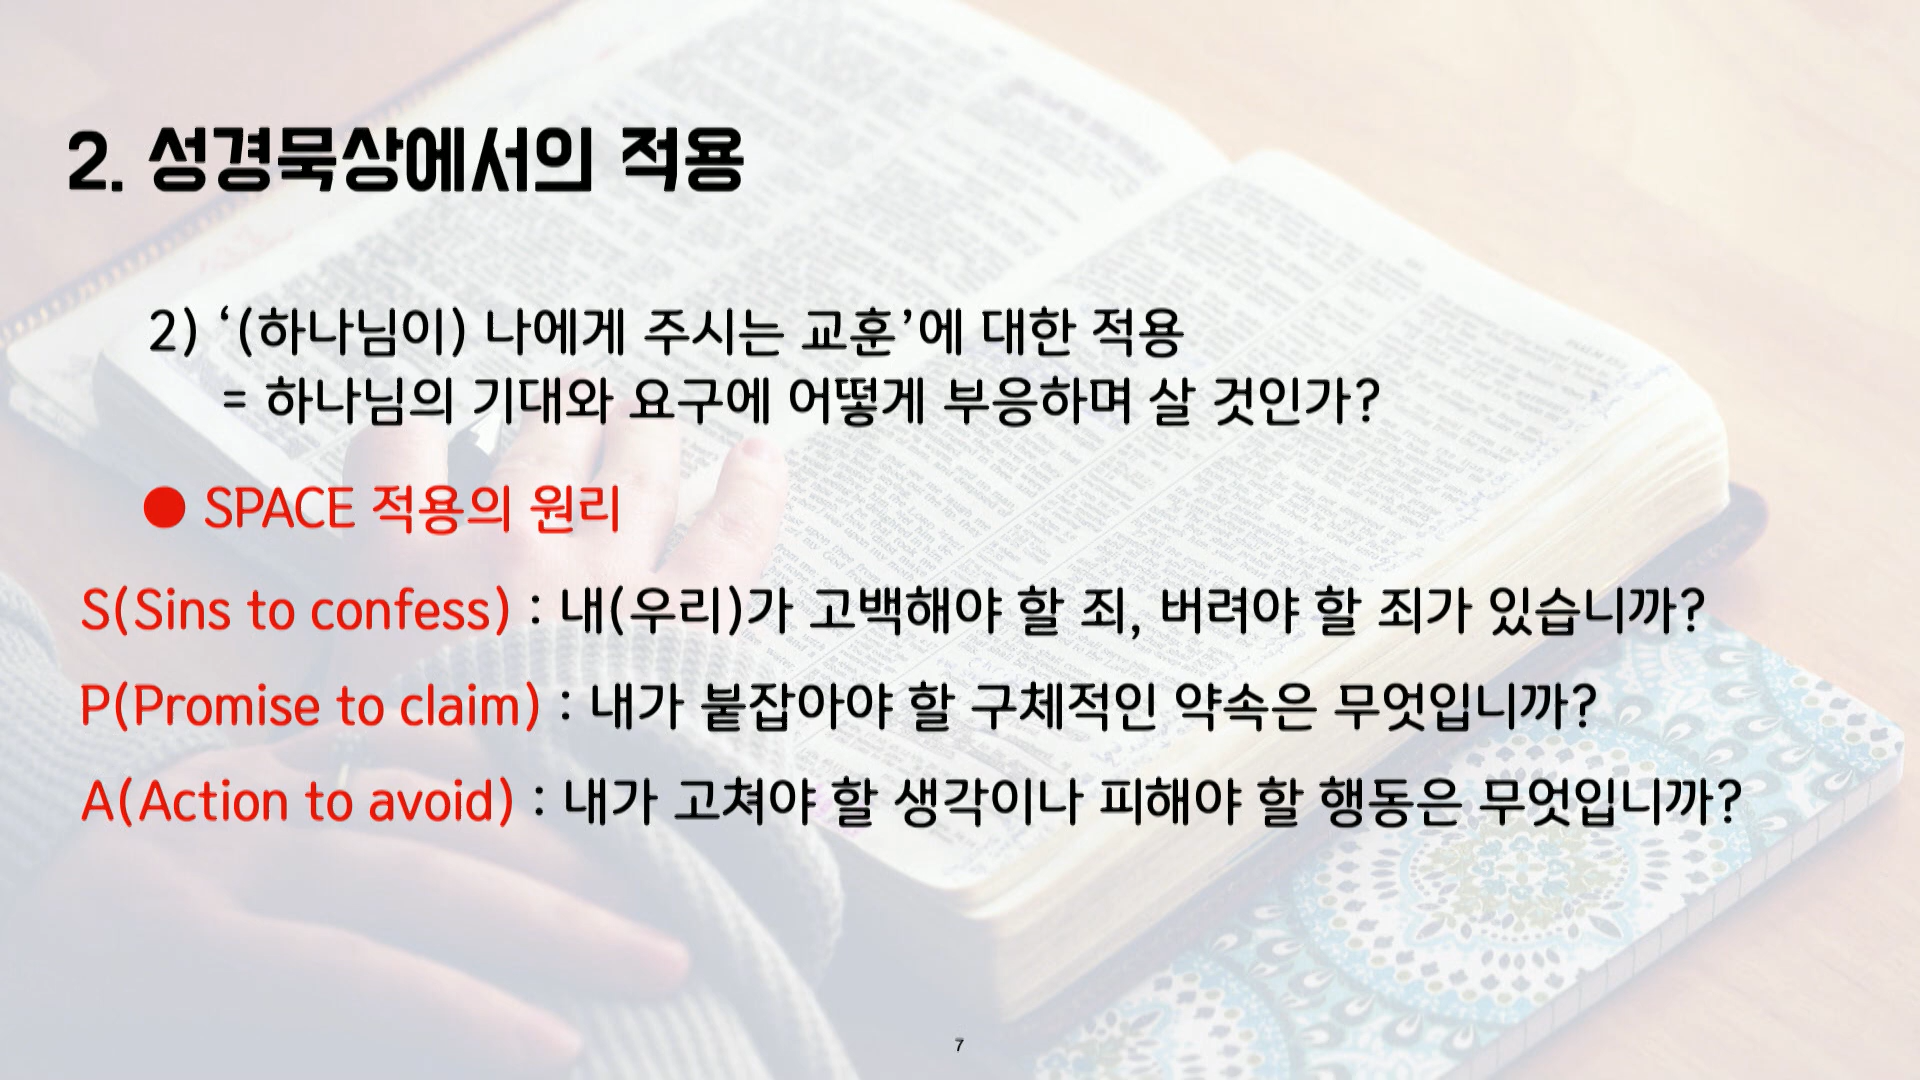 2. 성경묵상에서의 적용
2) ‘(하나님이) 나에게 주시는 교훈’에 대한 적용
= 하나님의 기대와 요구에 어떻게 부응하며 살 것인가?
● SPACE 적용의 원리
S(Sins to confess) : 내(우리)가 고백해야 할 죄, 버려야 할 죄가 있습니까?
P(Promise to claim) : 내가 붙잡아야 할 구체적인 약속은 무엇입니까?
A(Action to avoid) : 내가 고쳐야 할 생각이나 피해야 할 행동은 무엇입니까?
7